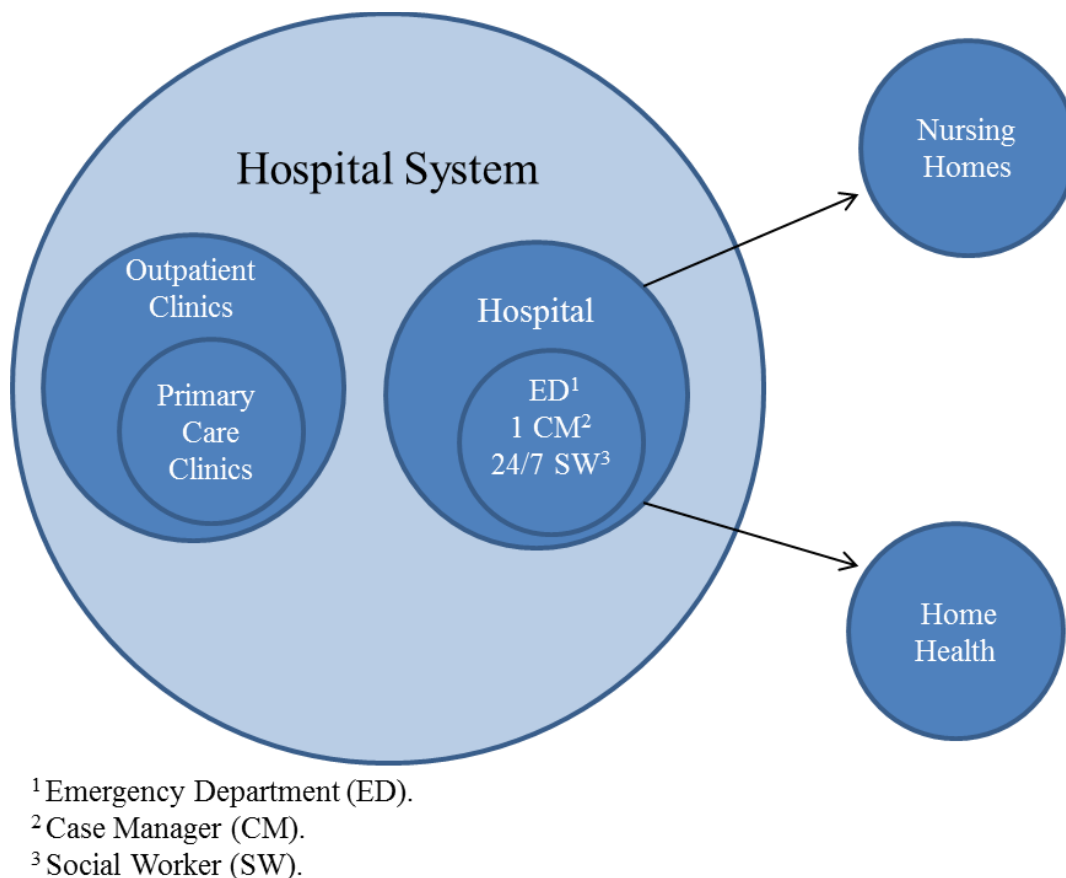 Hospital System
Outpatient
Clinics
Primary
Care
Clinics
Hospital
ED¹
1 CM²
24/7 SW³
Nursing
Homes
Home
Health
¹ Emergency Department (ED).
² Case Manager (CM).
³ Social Worker (SW).